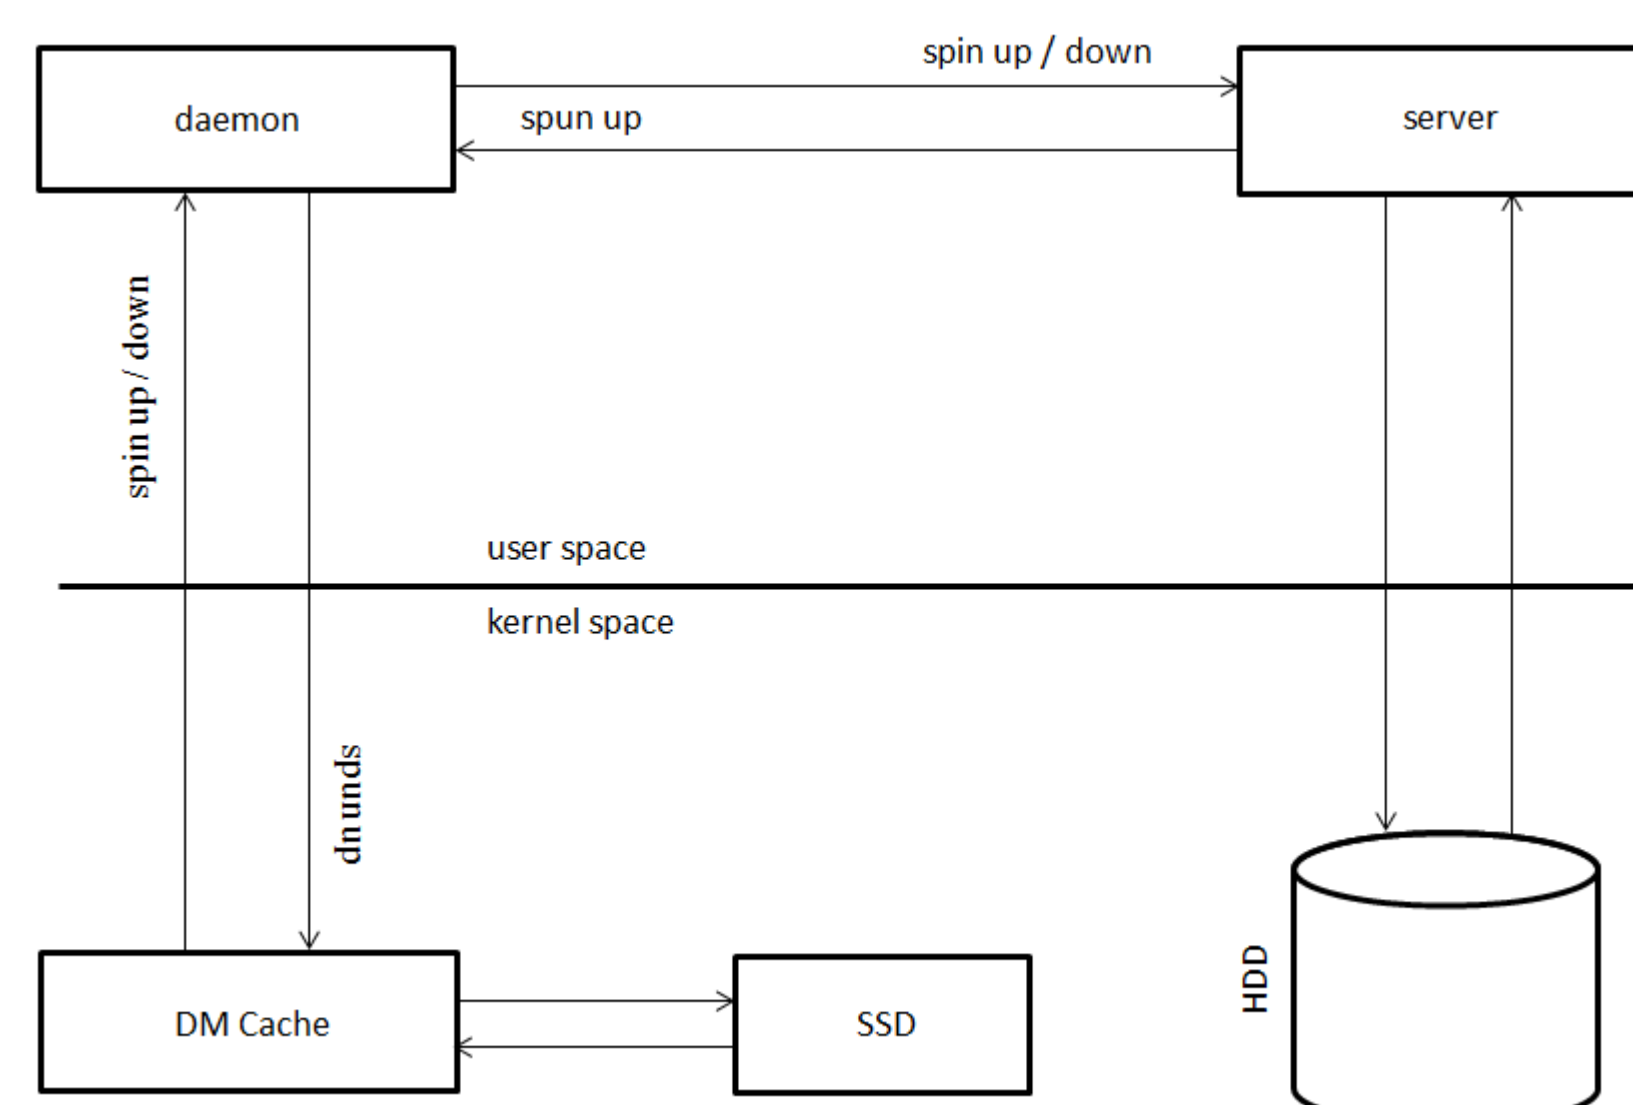 spin up / down
daemon
spun up
server
spin up / down
user space
kernel space
spun up
HDD
DM Cache
SSD